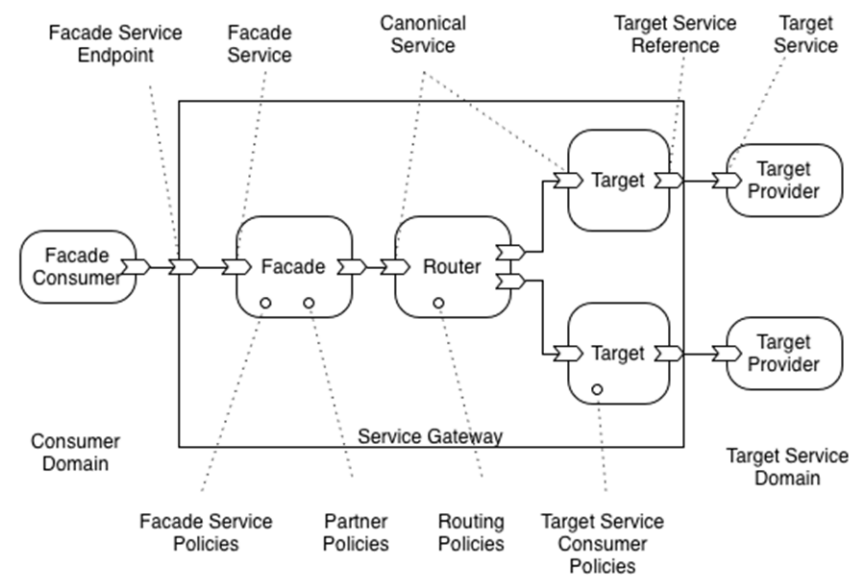 Facade Service
Endpoint
Facade
Service
Canonical
Service
Target Service
Reference
Target
Service
Target
Target
Provider
Facade
Consumer
Facade
Router
Target
Target
Provider
Service Gateway
Consumer
Domain
Target Service
Domain
Facade Service
Policies
Partner
Policies
Routing
Policies
Target Service
Consumer
Policies